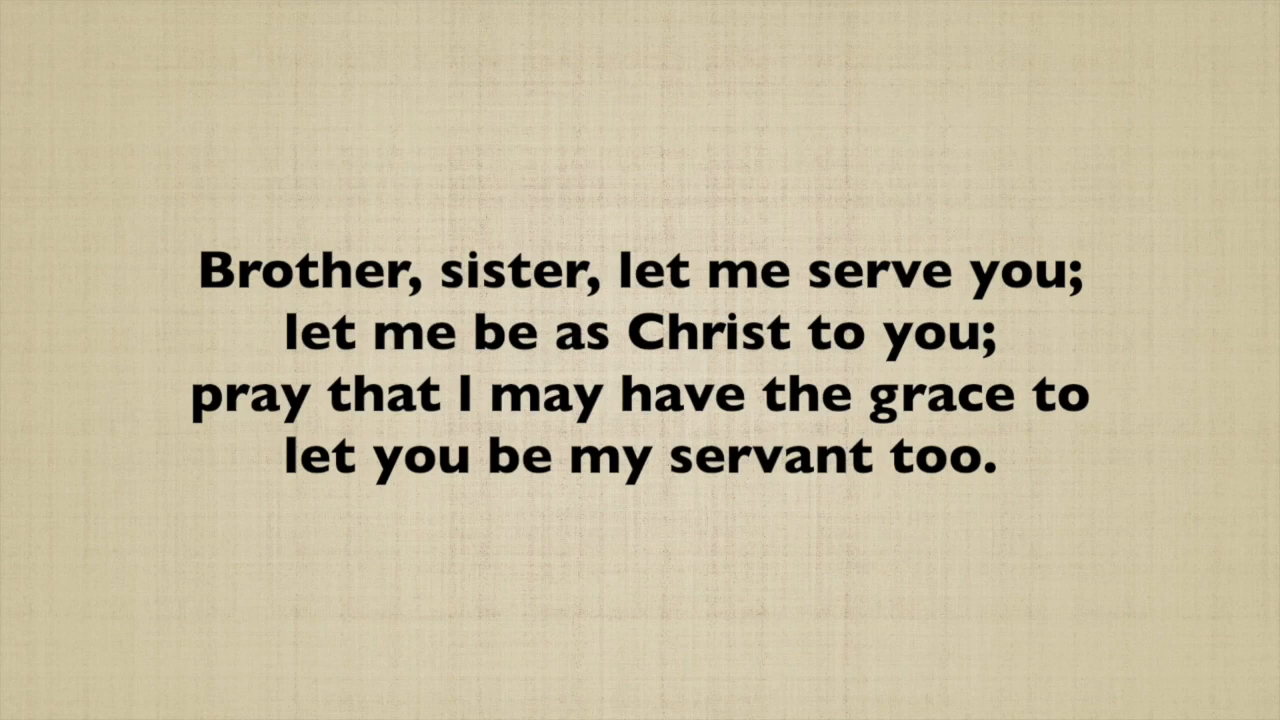 Brother, sister, let me serve you;
let me be as Christ to you;
pray that I may have the grace to
let you be my servant too.